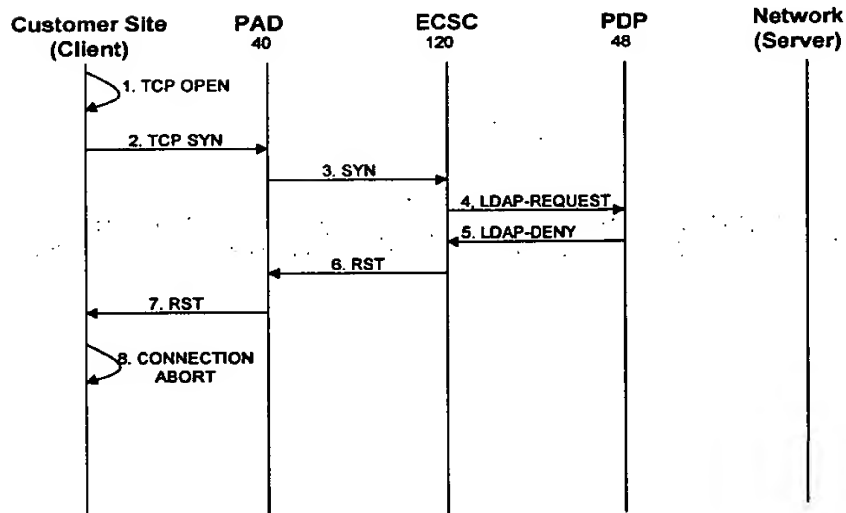 Customer Site
(Client)
PAD
40
ECSC
120
PDP
48
Network
(Server)
1. TCP OPEN
2. TCP SYN
3. SYN
4. LDAP-REQUEST
5. LDAP-DENY
6. RST
7. RST
8. CONNECTION
ABORT